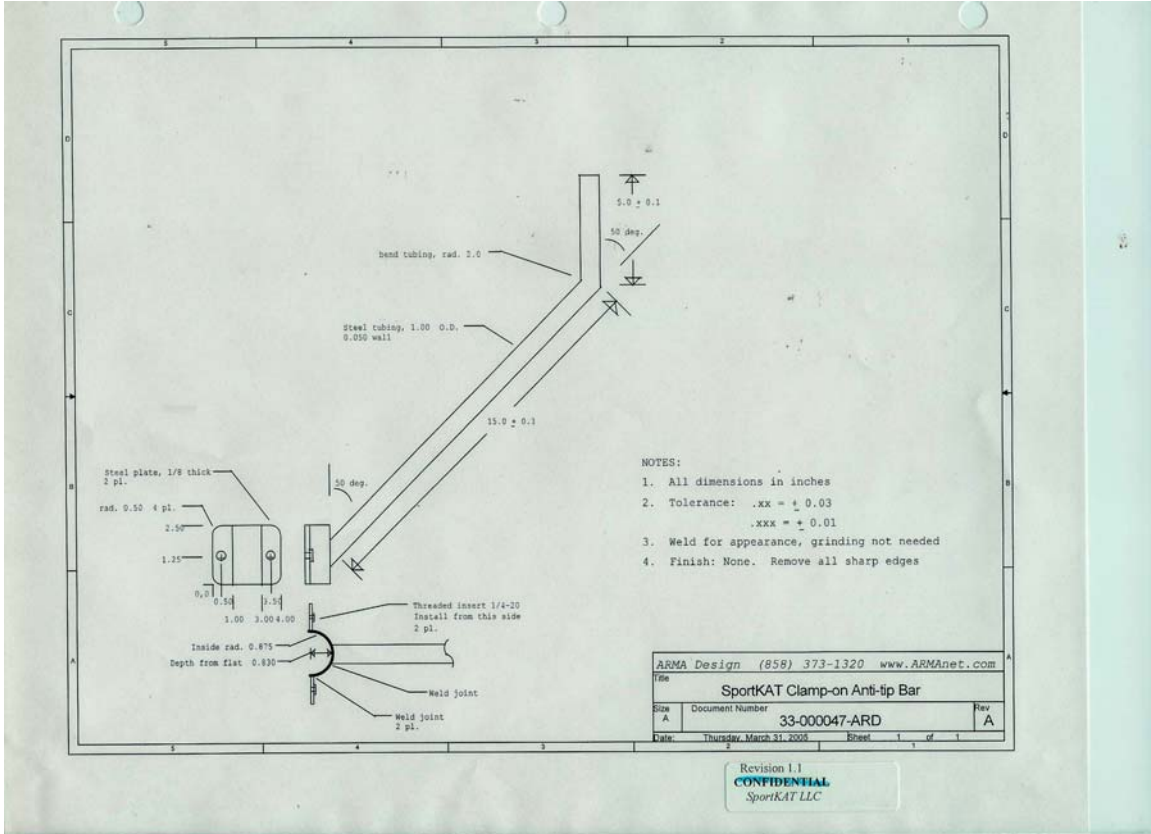 5 4 3 2 1
D
D
5.0 ± 0.1
50 deg.
bend tubing, rad. 2.0
C
C
Steel tubing, 1.00 O.D.
0.050 wall
15.0 ± 0.1
Steel plate, 1/8 thick
2 pl.
50 deg.
B
B
rad. 0.50 4 pl.
2.50
1.25
0,0
0.50
3.50
1.00 3.00 4.00
NOTES:
1. All dimensions in inches
2. Tolerance: .xx = ± 0.03
.xxx = ± 0.01
3. Weld for appearance, grinding not needed
4. Finish: None. Remove all sharp edges
Threaded insert 1/4-20
Install from this side
2 pl.
Inside rad. 0.875
Depth from flat 0.830
A
A
Weld joint
Weld joint
2 pl.
ARMA Design (858) 373-1320 www.ARMAnet.com
Title
SportKAT Clamp-on Anti-tip Bar
Size
A
Document Number
33-000047-ARD
Rev
A
Date: Thursday, March 31, 2005 Sheet 1 of 1
5 4 3 2 1
Revision 1.1
CONFIDENTIAL
SportKAT LLC